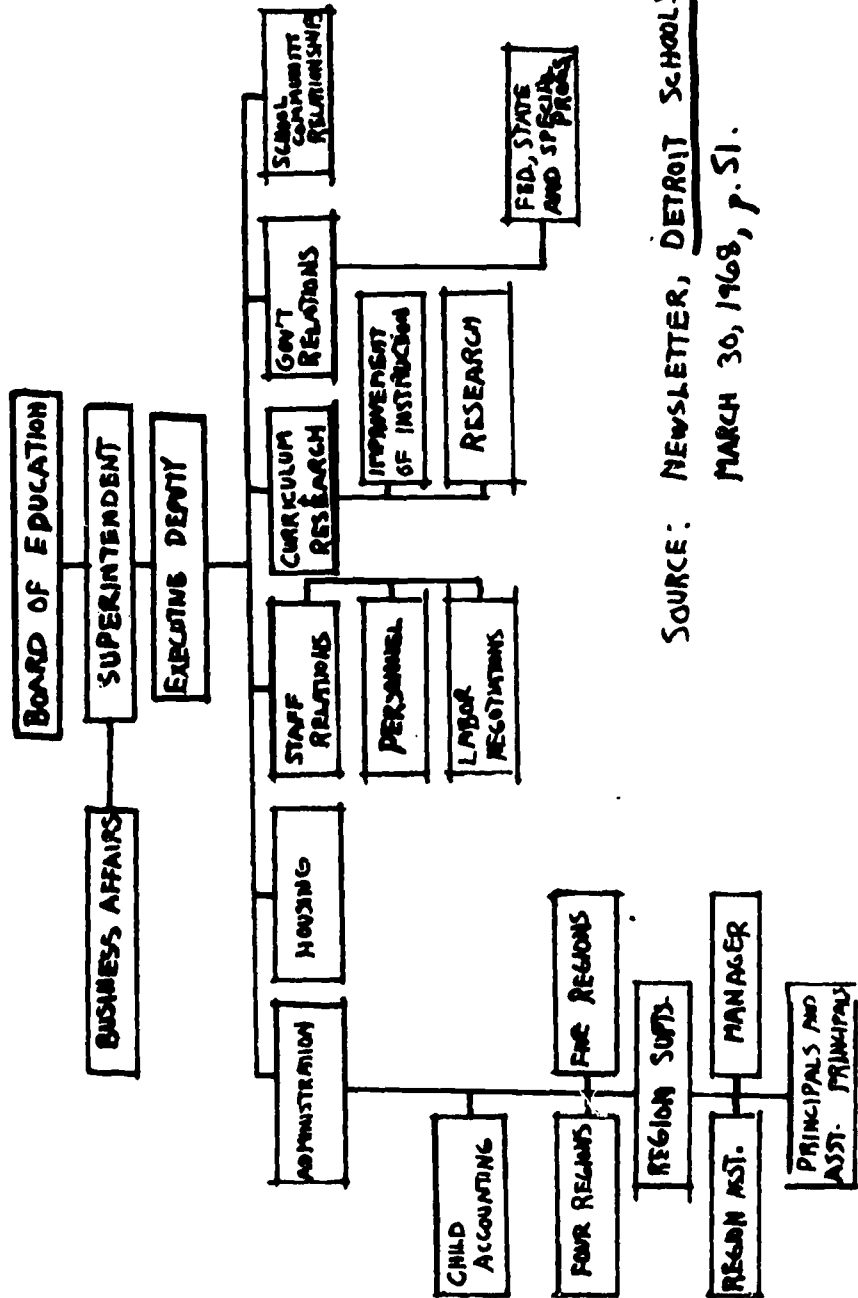 BOARD OF EDUCATION
BUSINESS AFFAIRS
SUPERINTENDENT
EXECUTIVE DEPUTY
ADMINISTRATION
HOUSING
STAFF
RELATIONS
CURRICULUM
RESEARCH
GOV'T
RELATIONS
SCHOOL
COMMUNITY
RELATIONSHIPS
PERSONNEL
IMPROVEMENT
OF INSTRUCTION
LABOR
NEGOTIATIONS
RESEARCH
FED., STATE
AND SPECIAL
PROGS
CHILD
ACCOUNTING
FOUR REGIONS
FIVE REGIONS
REGION SUPTS.
REGION ASST.
MANAGER
PRINCIPALS AND
ASST. PRINCIPALS
SOURCE: NEWSLETTER, DETROIT SCHOOLS
MARCH 30, 1968, p. 51.